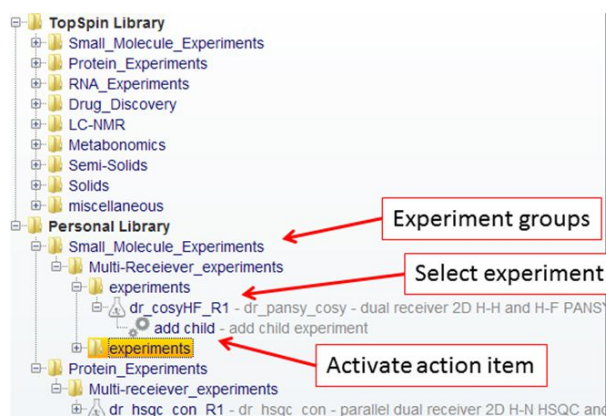 TopSpin Library
Small_Molecule_Experiments
Protein_Experiments
RNA_Experiments
Drug_Discovery
LC-NMR
Metabonomics
Semi-Solids
Solids
miscellaneous
Experiment groups
Personal Library
Small_Molecule_Experiments
Multi-Receiever_experiments
Select experiment
experiments
dr_cosyHF_R1 - dr_pansy_cosy - dual receiver 2D H-H and H-F PANSY
add child - add child experiment
experiments
Activate action item
Protein_Experiments
Multi-receiever_experiments
dr_hsqc_con_R1 - dr_hsqc_con - parallel dual receiver 2D H-N HSQC and